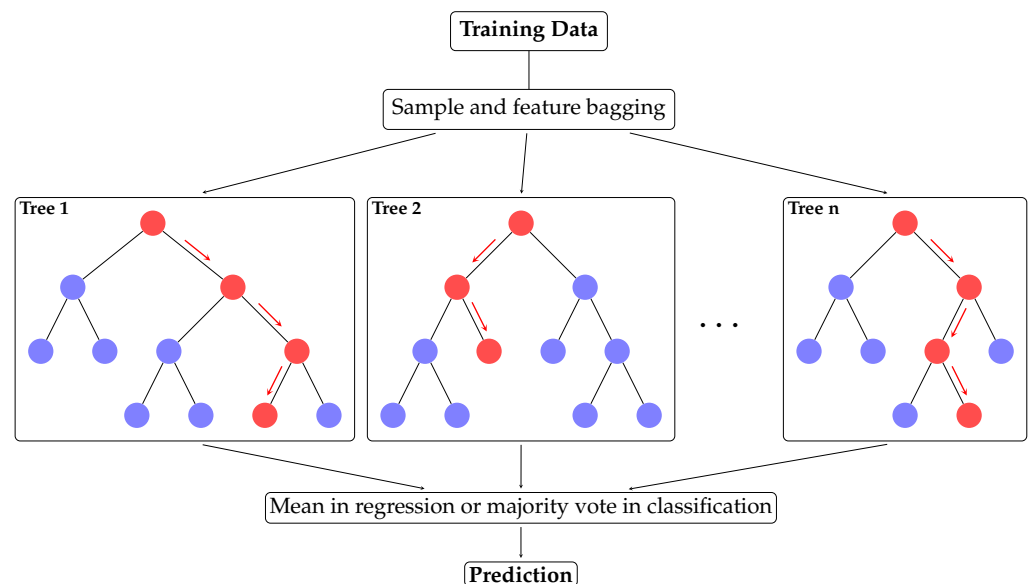 Training Data
Sample and feature bagging
Tree 1
Tree 2
Tree n
. . .
Mean in regression or majority vote in classification
Prediction